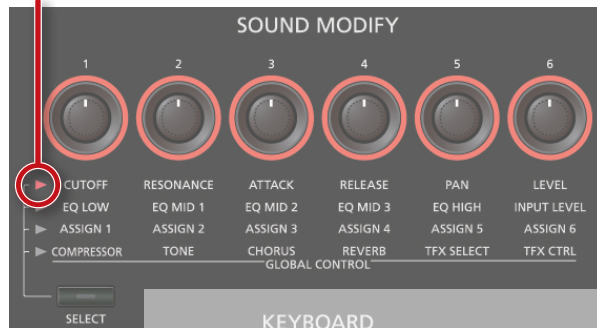 SOUND MODIFY
1 2 3 4 5 6
CUTOFF RESONANCE ATTACK RELEASE PAN LEVEL
EQ LOW EQ MID 1 EQ MID 2 EQ MID 3 EQ HIGH INPUT LEVEL
ASSIGN 1 ASSIGN 2 ASSIGN 3 ASSIGN 4 ASSIGN 5 ASSIGN 6
COMPRESSOR TONE CHORUS REVERB TFX SELECT TFX CTRL
GLOBAL CONTROL
SELECT
KEYBOARD